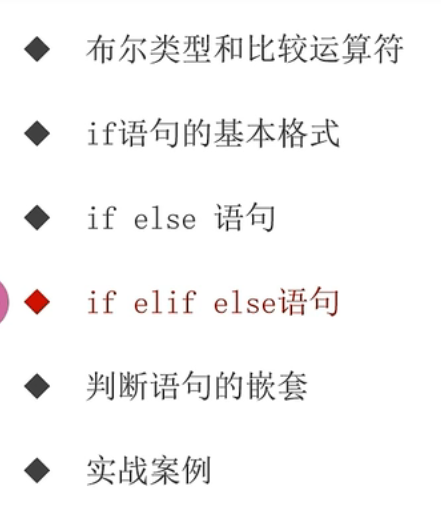 布尔类型和比较运算符
if语句的基本格式
if else 语句
if elif else语句
判断语句的嵌套
实战案例